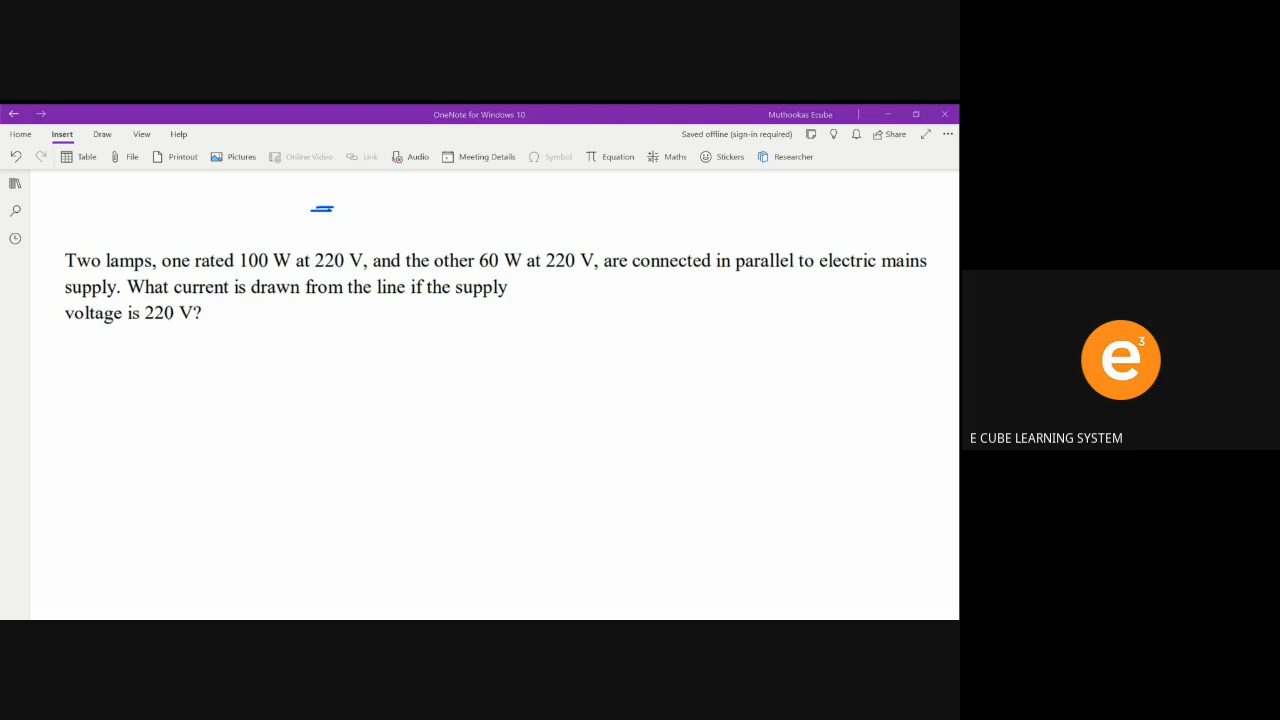 OneNote for Windows 10
Muthookas Ecube
Home Insert Draw View Help
Saved offline (sign-in required) Share
Table File Printout Pictures Online Video Link Audio Meeting Details Symbol Equation Maths Stickers Researcher
Two lamps, one rated 100 W at 220 V, and the other 60 W at 220 V, are connected in parallel to electric mains
supply. What current is drawn from the line if the supply
voltage is 220 V?
e3
E CUBE LEARNING SYSTEM